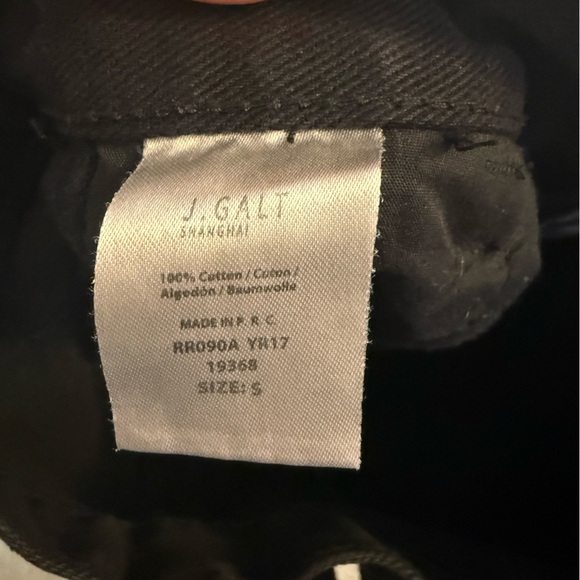 J. GALT
SHANGHAI
100% Cotton / Coton /
Algodón / Baumwolle
MADE IN P. R. C.
RR090A YR17
19368
SIZE: S